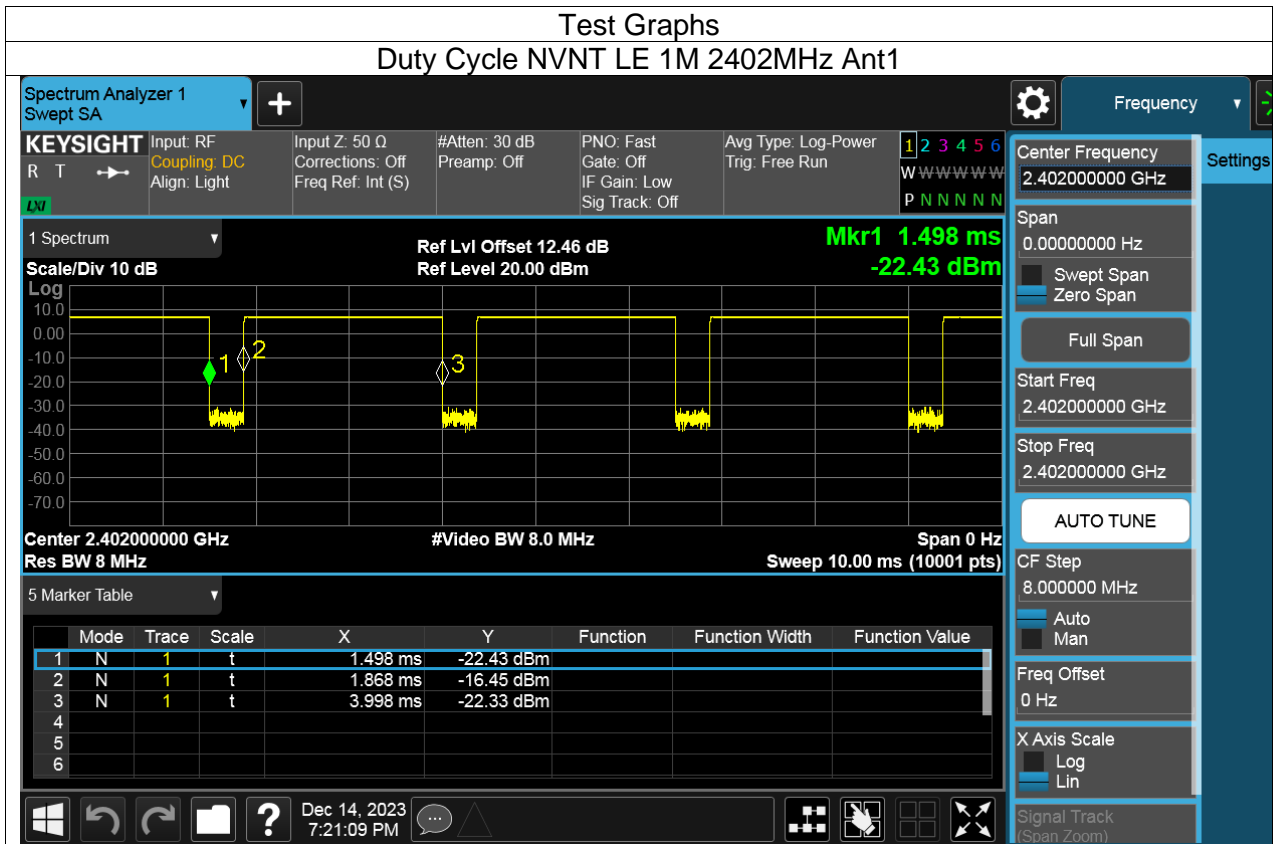 Test Graphs
Duty Cycle NVNT LE 1M 2402MHz Ant1
Spectrum Analyzer 1
Swept SA
Frequency
KEYSIGHT
R T
LXI
Input: RF
Coupling: DC
Align: Light
Input Z: 50 Ω
Corrections: Off
Freq Ref: Int (S)
#Atten: 30 dB
Preamp: Off
PNO: Fast
Gate: Off
IF Gain: Low
Sig Track: Off
Avg Type: Log-Power
Trig: Free Run
1 2 3 4 5 6
W W W W W W
P N N N N N
1 Spectrum
Scale/Div 10 dB
Ref Lvl Offset 12.46 dB
Ref Level 20.00 dBm
Mkr1 1.498 ms
-22.43 dBm
Log
10.0
0.00
-10.0
-20.0
-30.0
-40.0
-50.0
-60.0
-70.0
1
2
3
Center 2.402000000 GHz
#Video BW 8.0 MHz
Span 0 Hz
Res BW 8 MHz
Sweep 10.00 ms (10001 pts)
5 Marker Table
Mode Trace Scale X Y Function Function Width Function Value
1 N 1 t 1.498 ms -22.43 dBm
2 N 1 t 1.868 ms -16.45 dBm
3 N 1 t 3.998 ms -22.33 dBm
4
5
6
Dec 14, 2023
7:21:09 PM
Center Frequency
2.402000000 GHz
Settings
Span
0.00000000 Hz
Swept Span
Zero Span
Full Span
Start Freq
2.402000000 GHz
Stop Freq
2.402000000 GHz
AUTO TUNE
CF Step
8.000000 MHz
Auto
Man
Freq Offset
0 Hz
X Axis Scale
Log
Lin
Signal Track
(Span Zoom)